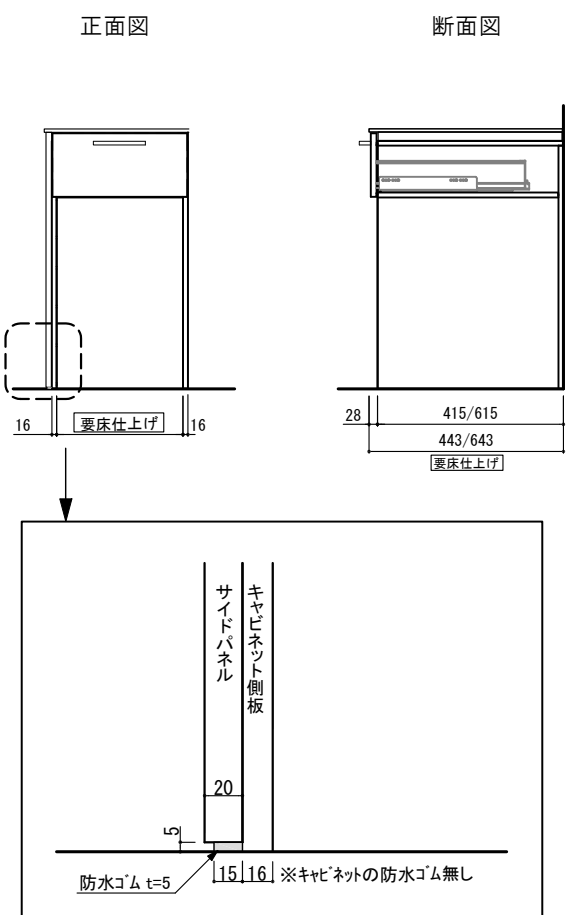 正面図
断面図
16
要床仕上げ
16
28
415/615
443/643
要床仕上げ
サイドパネル
キャビネット側板
20
5
15
16
※キャビネットの防水ゴム無し
防水ゴム t=5